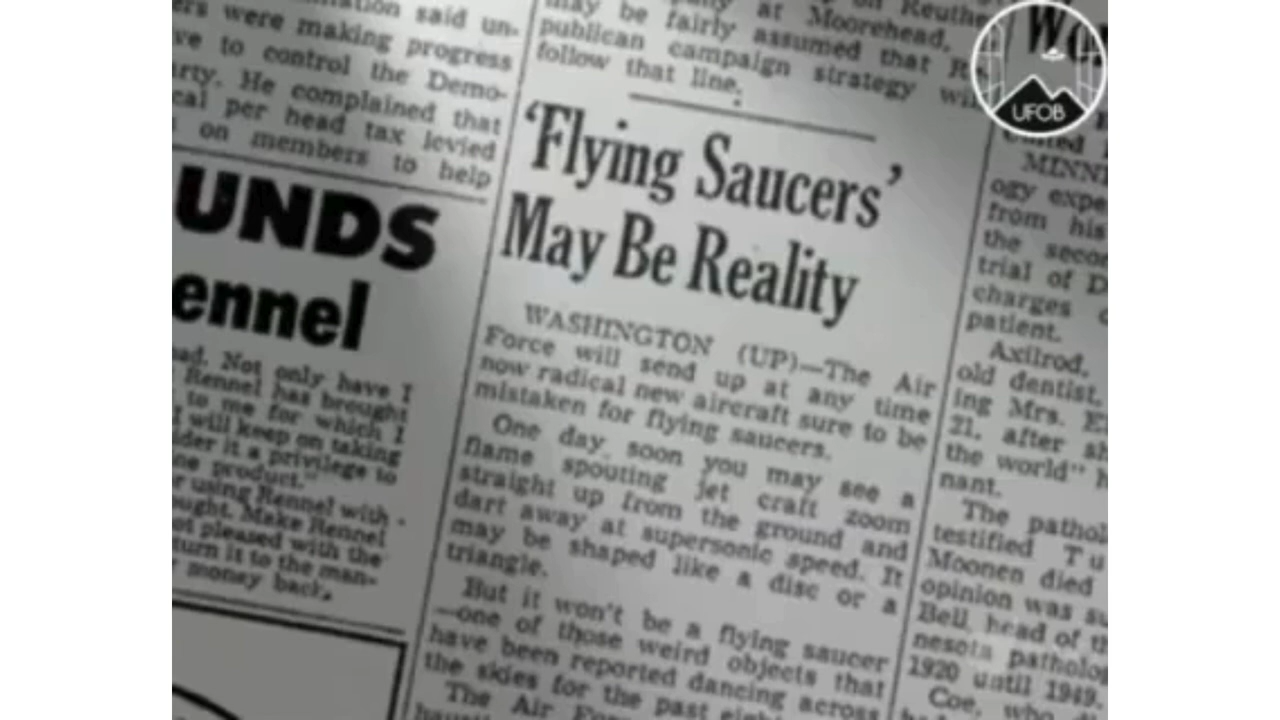 ation said un-
ers were making progress
ve to control the Demo-
rty. He complained that
cal per head tax levied
on members to help
UNDS
ennel
ad. Not only have I
Rennel has brought
to me for which I
I will keep on taking
der it a privilege to
ne product."
r using Rennel with
ought. Make Rennel
ot pleased with the
turn it to the man-
money back.
at Moorehead,
may be fairly assumed that
publican campaign strategy
follow that line.
'Flying Saucers'
May Be Reality
WASHINGTON (UP)—The Air
Force will send up at any time
now radical new aircraft sure to be
mistaken for flying saucers.
One day soon you may see a
flame spouting jet craft zoom
straight up from the ground and
dart away at supersonic speed. It
may be shaped like a disc or a
triangle.
But it won't be a flying saucer
—one of those weird objects that
have been reported dancing across
the skies for the past
The Air
UFOB
MINNE
ogy expe
from his
the secon
trial of D
charges
patient.
Axilrod,
old dentist,
ing Mrs. E
21, after sh
the world" h
nant.
The pathol
testified Tu
Moonen died
opinion was su
Bell, head of th
nesota patholog
1920 until 1949.
Coe, who